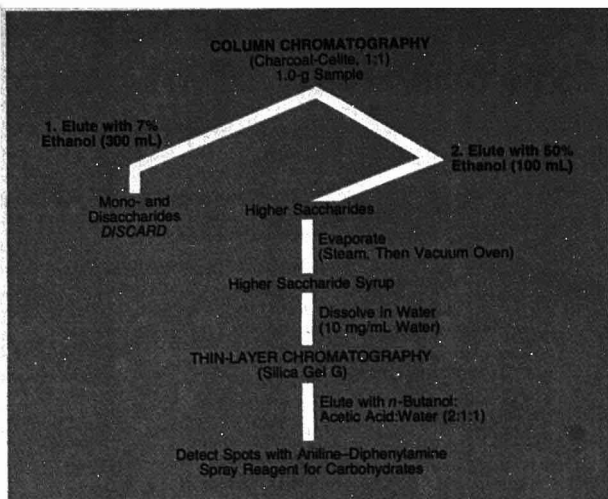 COLUMN CHROMATOGRAPHY
(Charcoal-Celite, 1:1)
1.0-g Sample
1. Elute with 7%
Ethanol (300 mL)
2. Elute with 50%
Ethanol (100 mL)
Mono- and
Disaccharides
DISCARD
Higher Saccharides
Evaporate
(Steam, Then Vacuum Oven)
Higher Saccharide Syrup
Dissolve in Water
(10 mg/mL Water)
THIN-LAYER CHROMATOGRAPHY
(Silica Gel G)
Elute with n-Butanol:
Acetic Acid:Water (2:1:1)
Detect Spots with Aniline–Diphenylamine
Spray Reagent for Carbohydrates